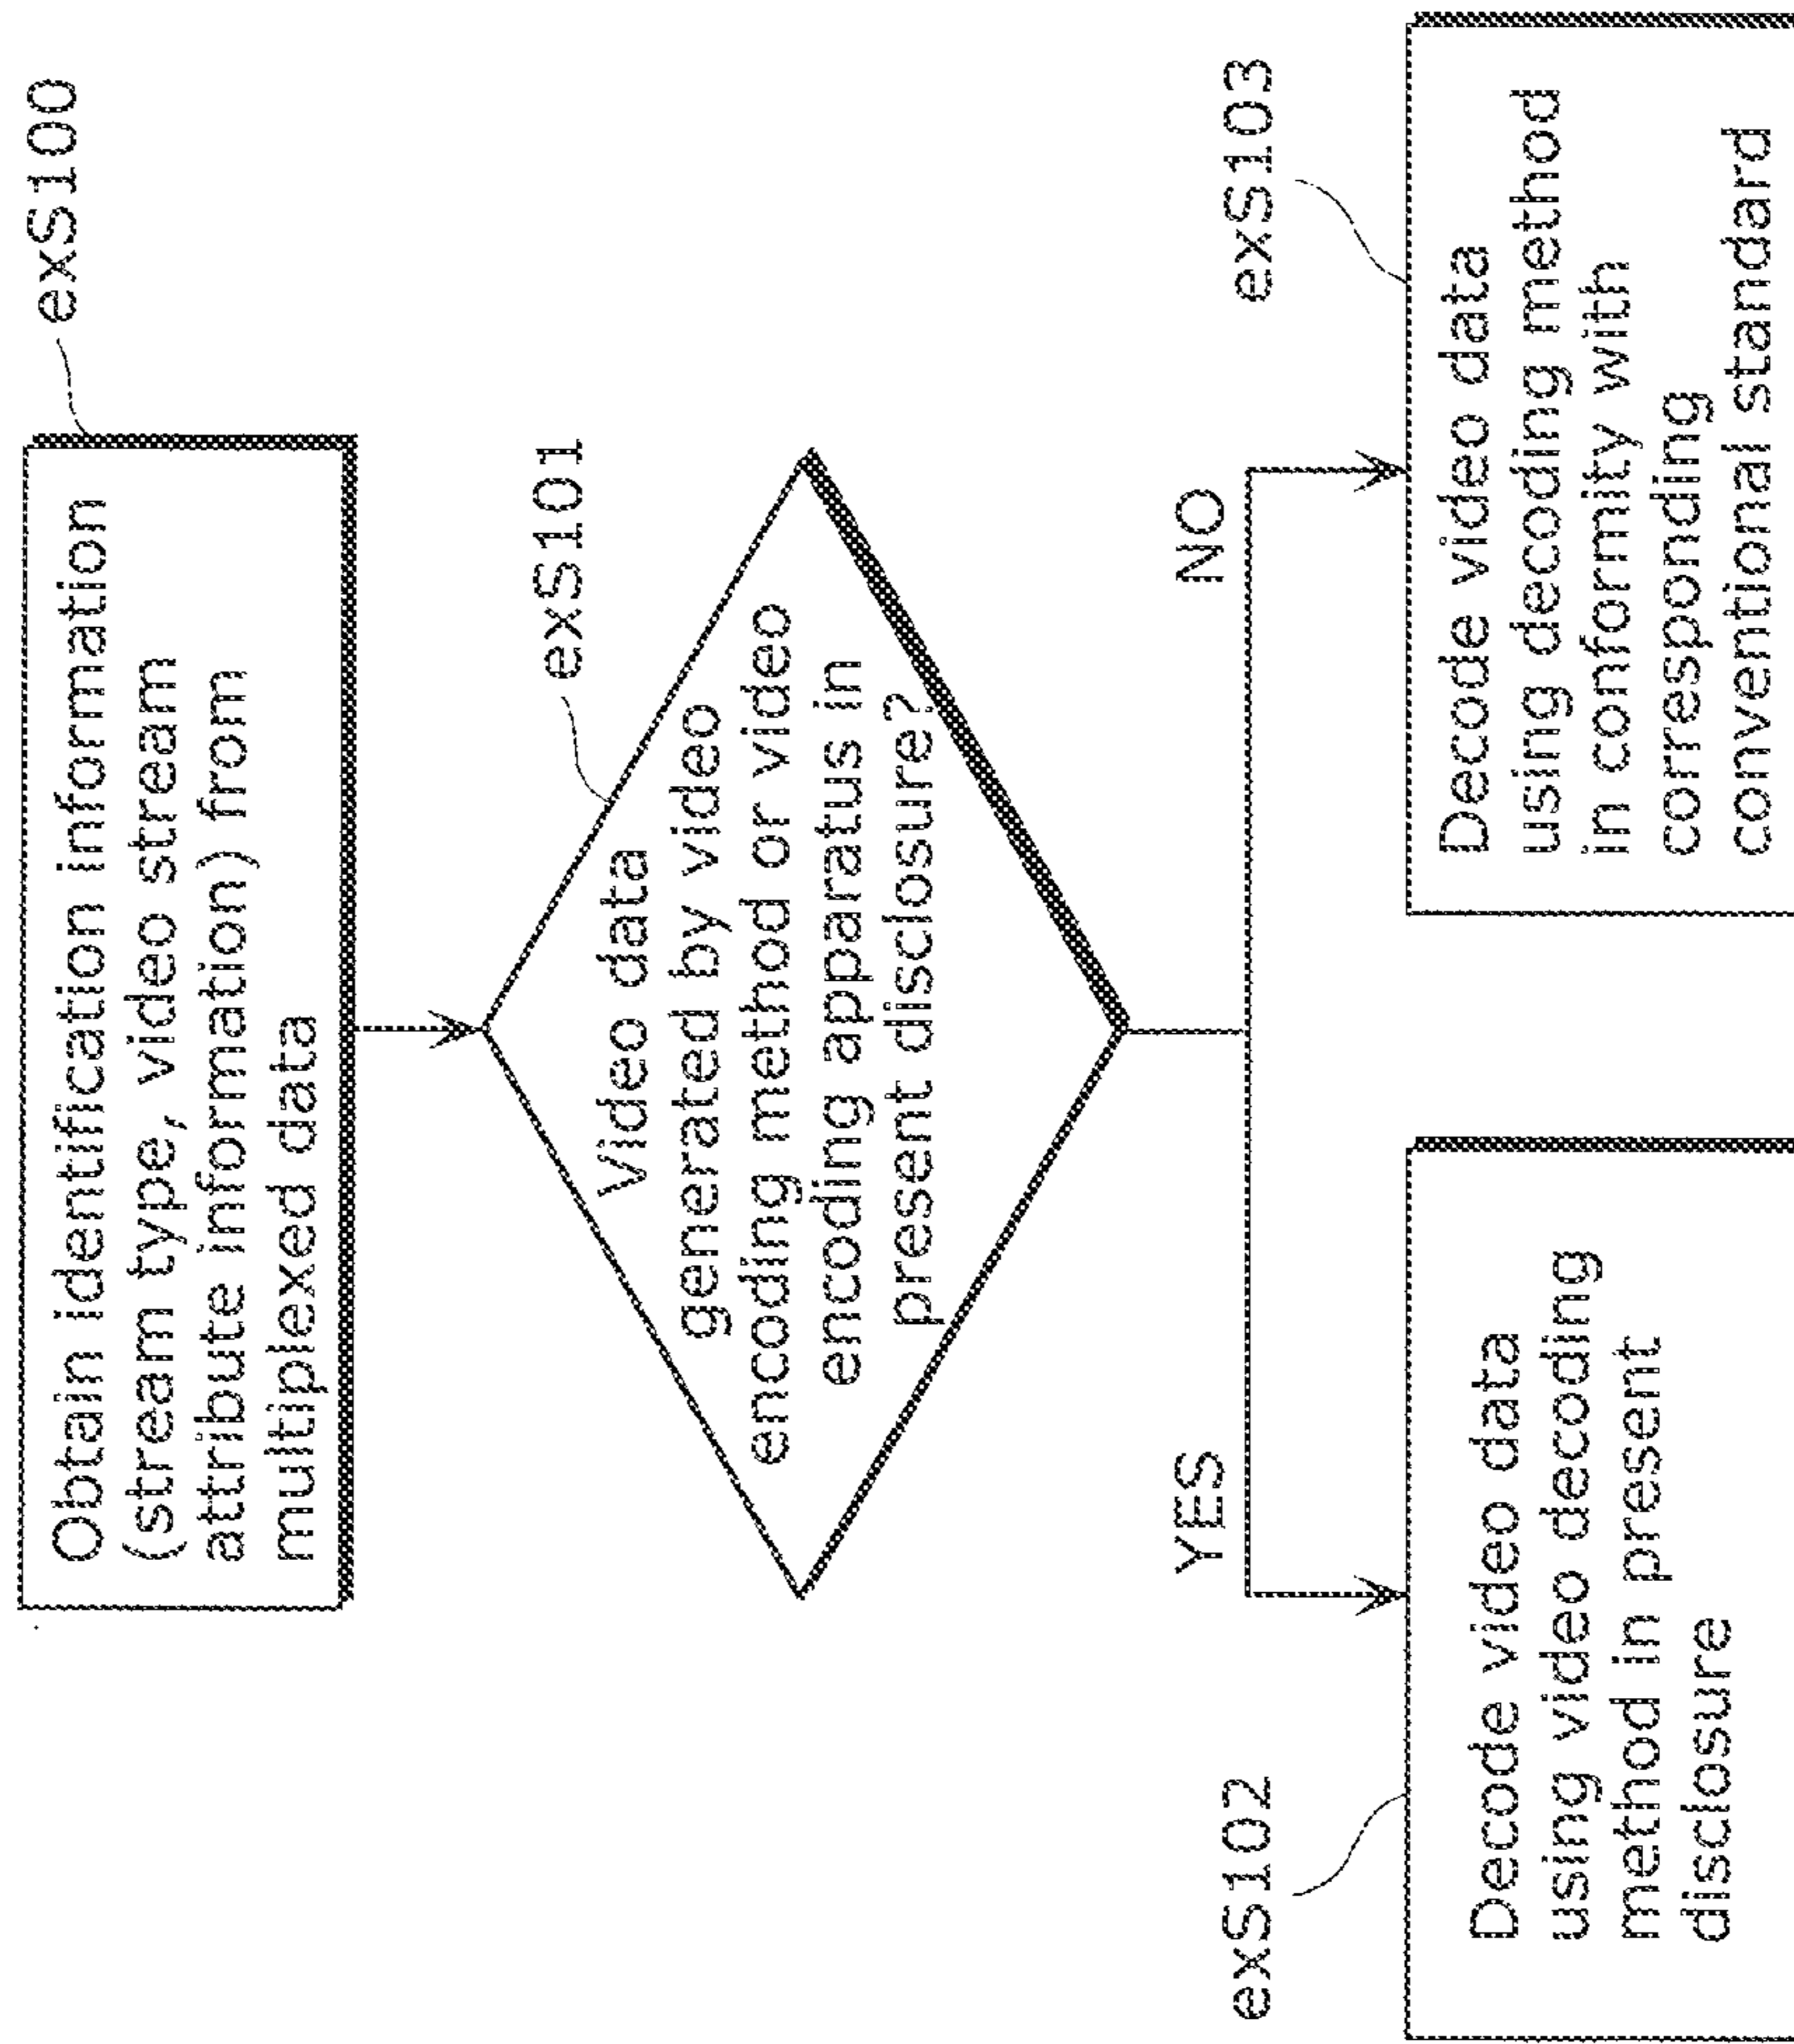 exS100
Obtain identification information
(stream type, video stream
attribute information) from
multiplexed data
exS101
Video data
generated by video
encoding method or video
encoding apparatus in
present disclosure?
YES
NO
exS102
Decode video data
using video decoding
method in present
disclosure
exS103
Decode video data
using decoding method
in conformity with
corresponding
conventional standard